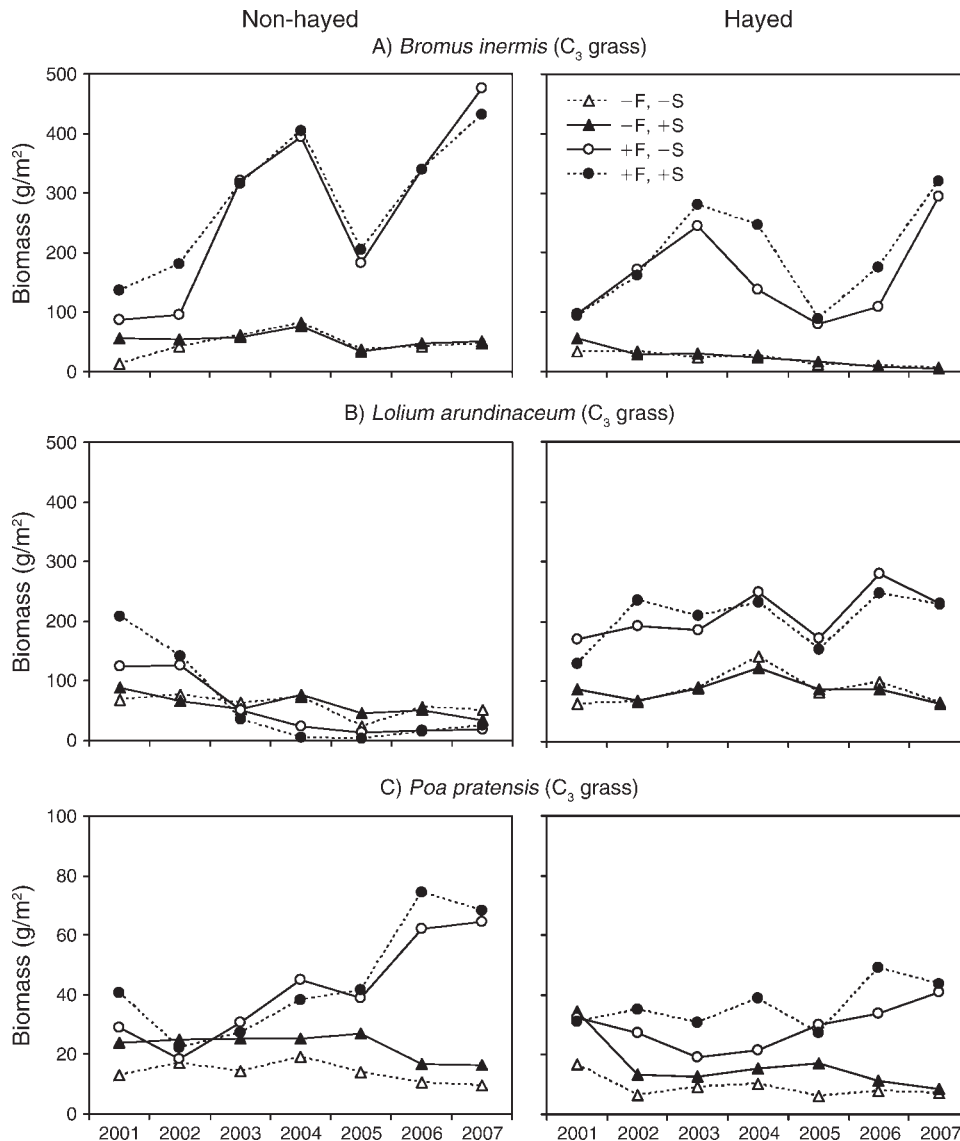 Non-hayed
Hayed
A) Bromus inermis (C₃ grass)
500
400
300
200
100
0
Biomass (g/m²)
−F, −S
−F, +S
+F, −S
+F, +S
B) Lolium arundinaceum (C₃ grass)
500
400
300
200
100
0
Biomass (g/m²)
C) Poa pratensis (C₃ grass)
100
80
60
40
20
0
Biomass (g/m²)
2001 2002 2003 2004 2005 2006 2007
2001 2002 2003 2004 2005 2006 2007